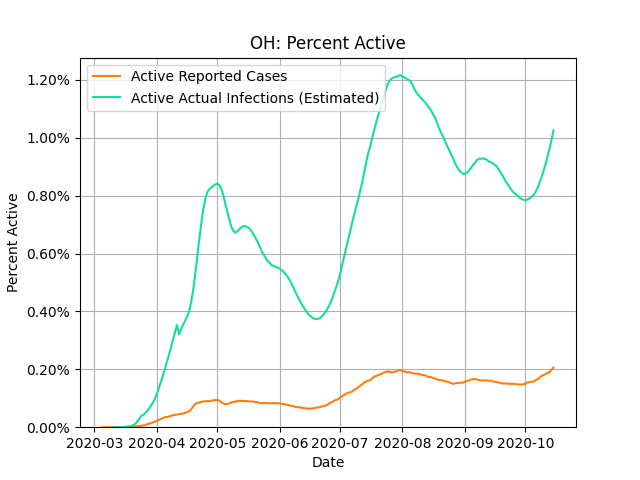 OH: Percent Active
Active Reported Cases
Active Actual Infections (Estimated)
Percent Active
1.20%
1.00%
0.80%
0.60%
0.40%
0.20%
0.00%
2020-03 2020-04 2020-05 2020-06 2020-07 2020-08 2020-09 2020-10
Date